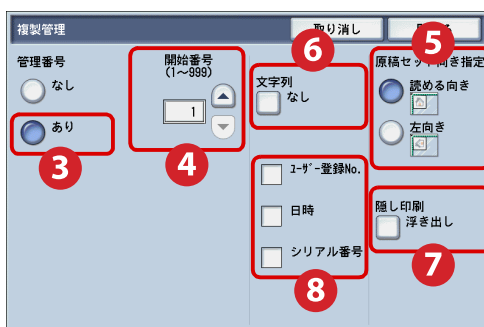 複製管理
取り消し
管理番号
なし
あり
3
開始番号
(1~999)
1
4
6
文字列
なし
5
原稿セット向き指定
読める向き
左向き
ユーザー登録No.
日時
シリアル番号
8
隠し印刷
浮き出し
7